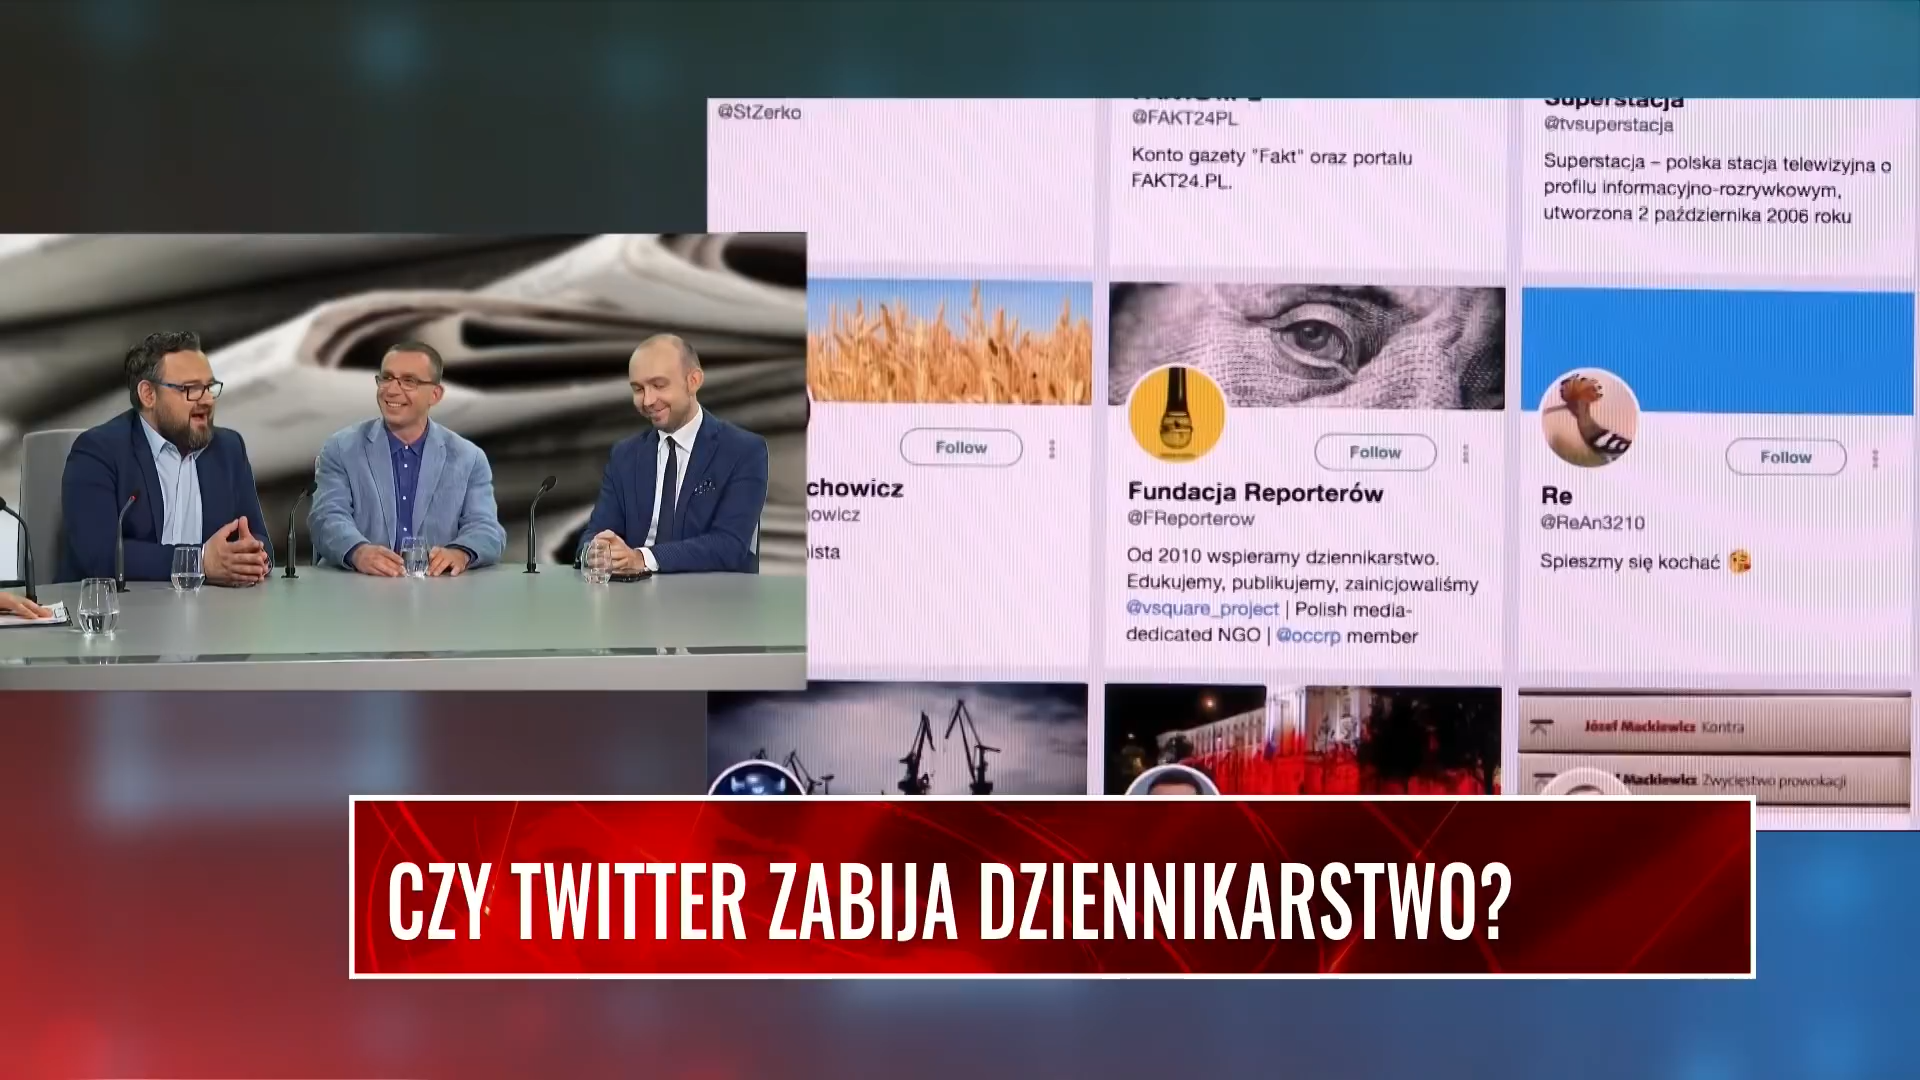 @StZerko
@FAKT24PL
Konto gazety "Fakt" oraz portalu
FAKT24.PL.
Superstacja
@tvsuperstacja
Superstacja – polska stacja telewizyjna o
profilu informacyjno-rozrywkowym,
utworzona 2 października 2006 roku
Follow
chowicz
owicz
ista
Follow
Fundacja Reporterów
@FReporterow
Od 2010 wspieramy dziennikarstwo.
Edukujemy, publikujemy, zainicjowaliśmy
@vsquare_project | Polish media-
dedicated NGO | @occrp member
Follow
Re
@ReAn3210
Spieszmy się kochać 😘
Józef Mackiewicz Kontra
Mackiewicz Zwycięstwo prowokacji
CZY TWITTER ZABIJA DZIENNIKARSTWO?